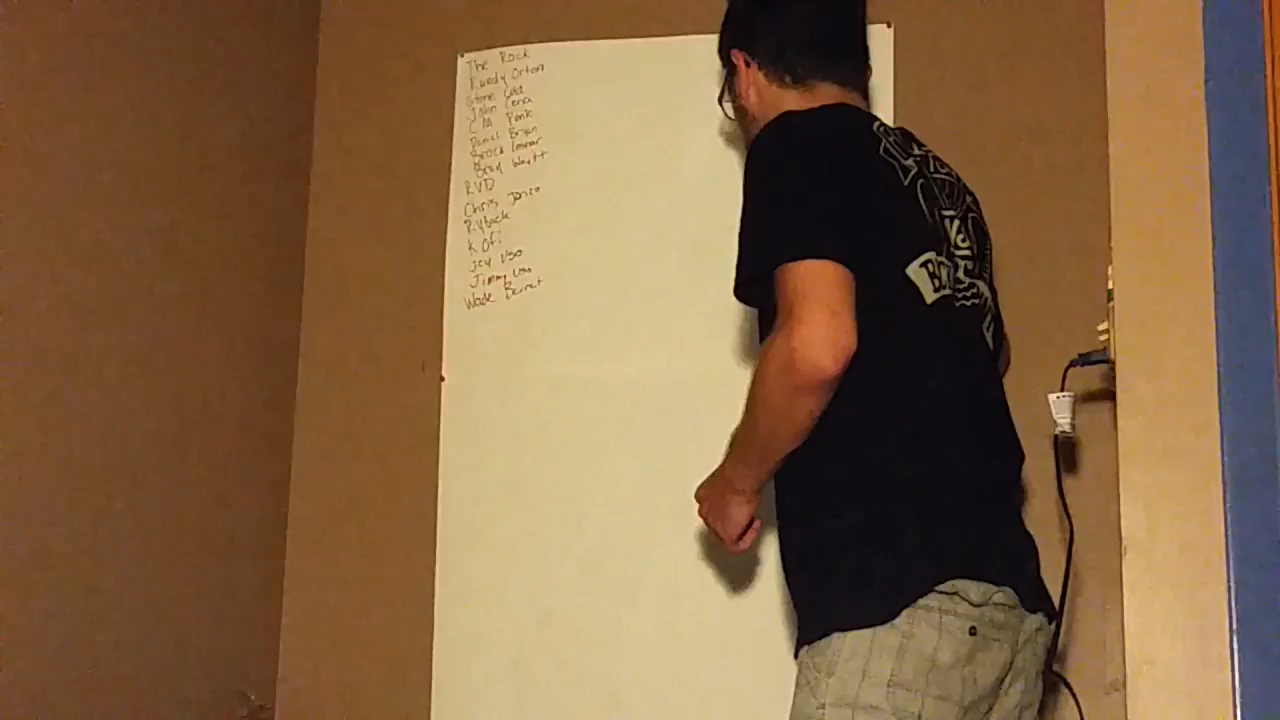 The Rock
Randy Orton
Stone Cold
John Cena
CM Punk
Daniel Bryan
Brock Lesnar
Bray Wyatt
RVD
Chris Jerico
Ryback
Kofi
Jey Uso
Jimmy Uso
Wade Barret